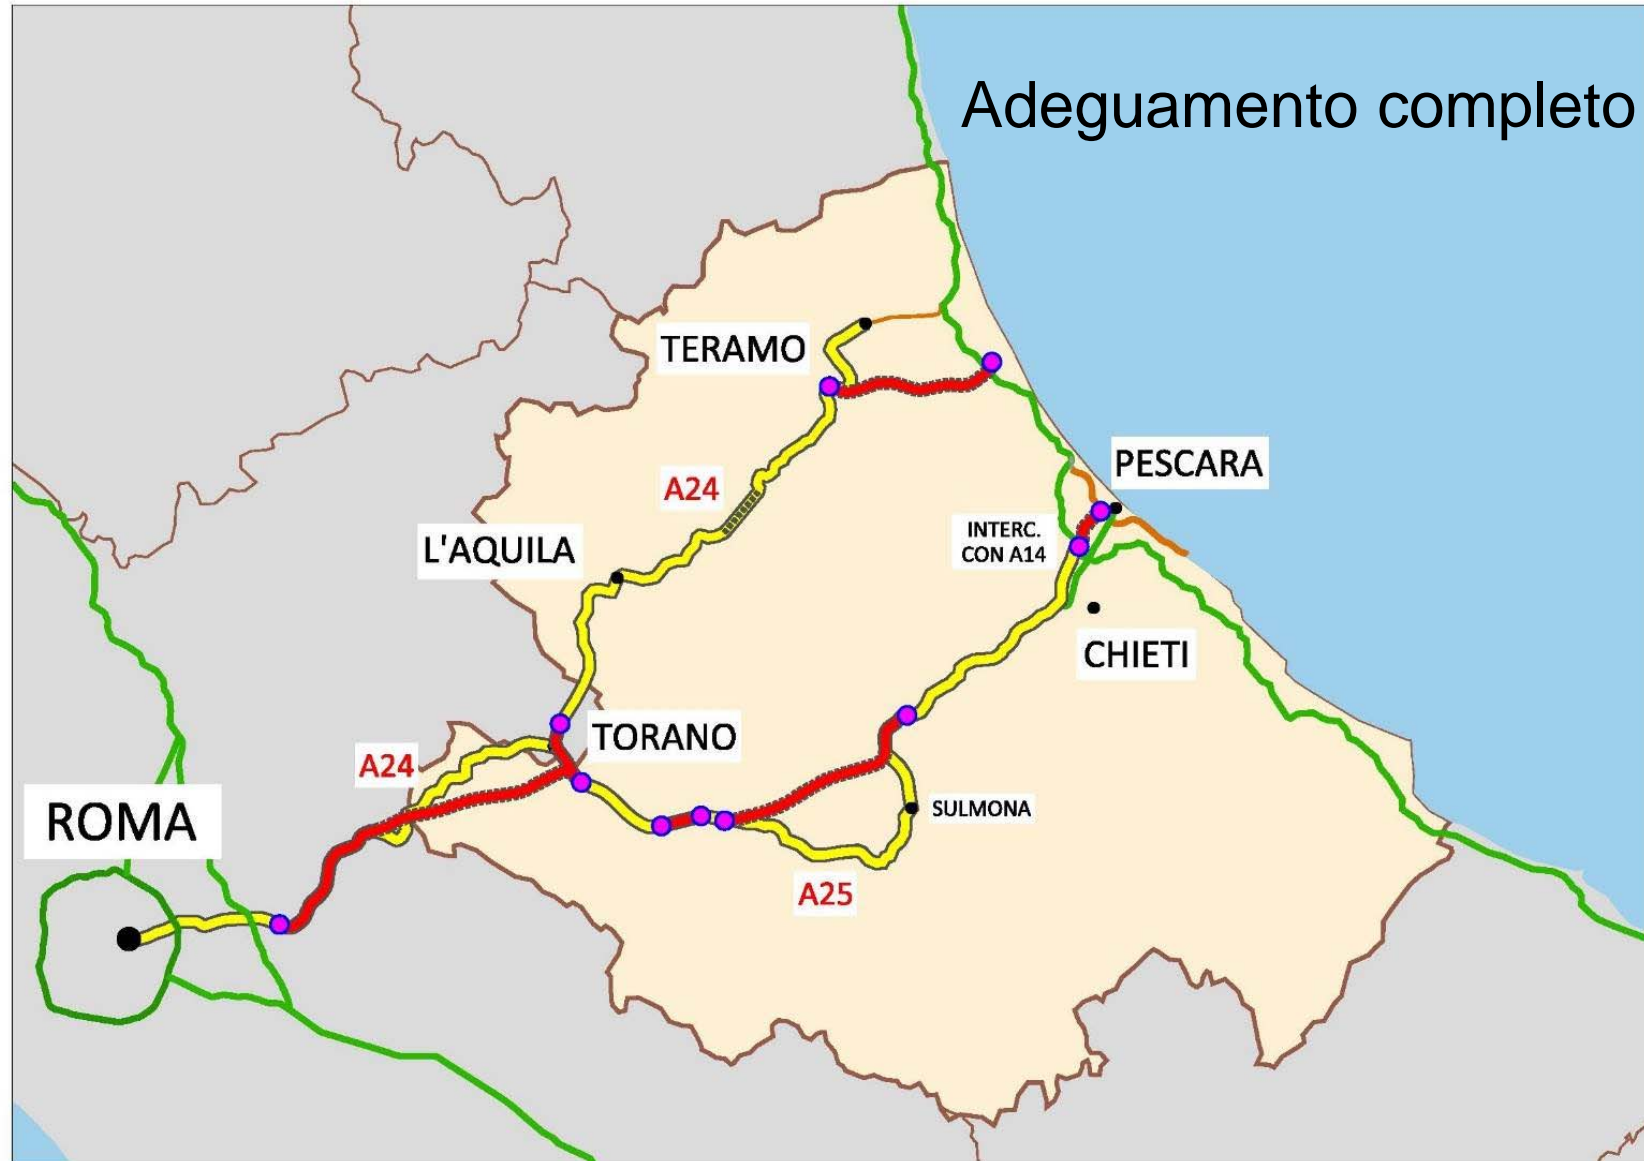 Adeguamento completo
TERAMO
PESCARA
A24
INTERC.
CON A14
L'AQUILA
CHIETI
TORANO
A24
SULMONA
ROMA
A25